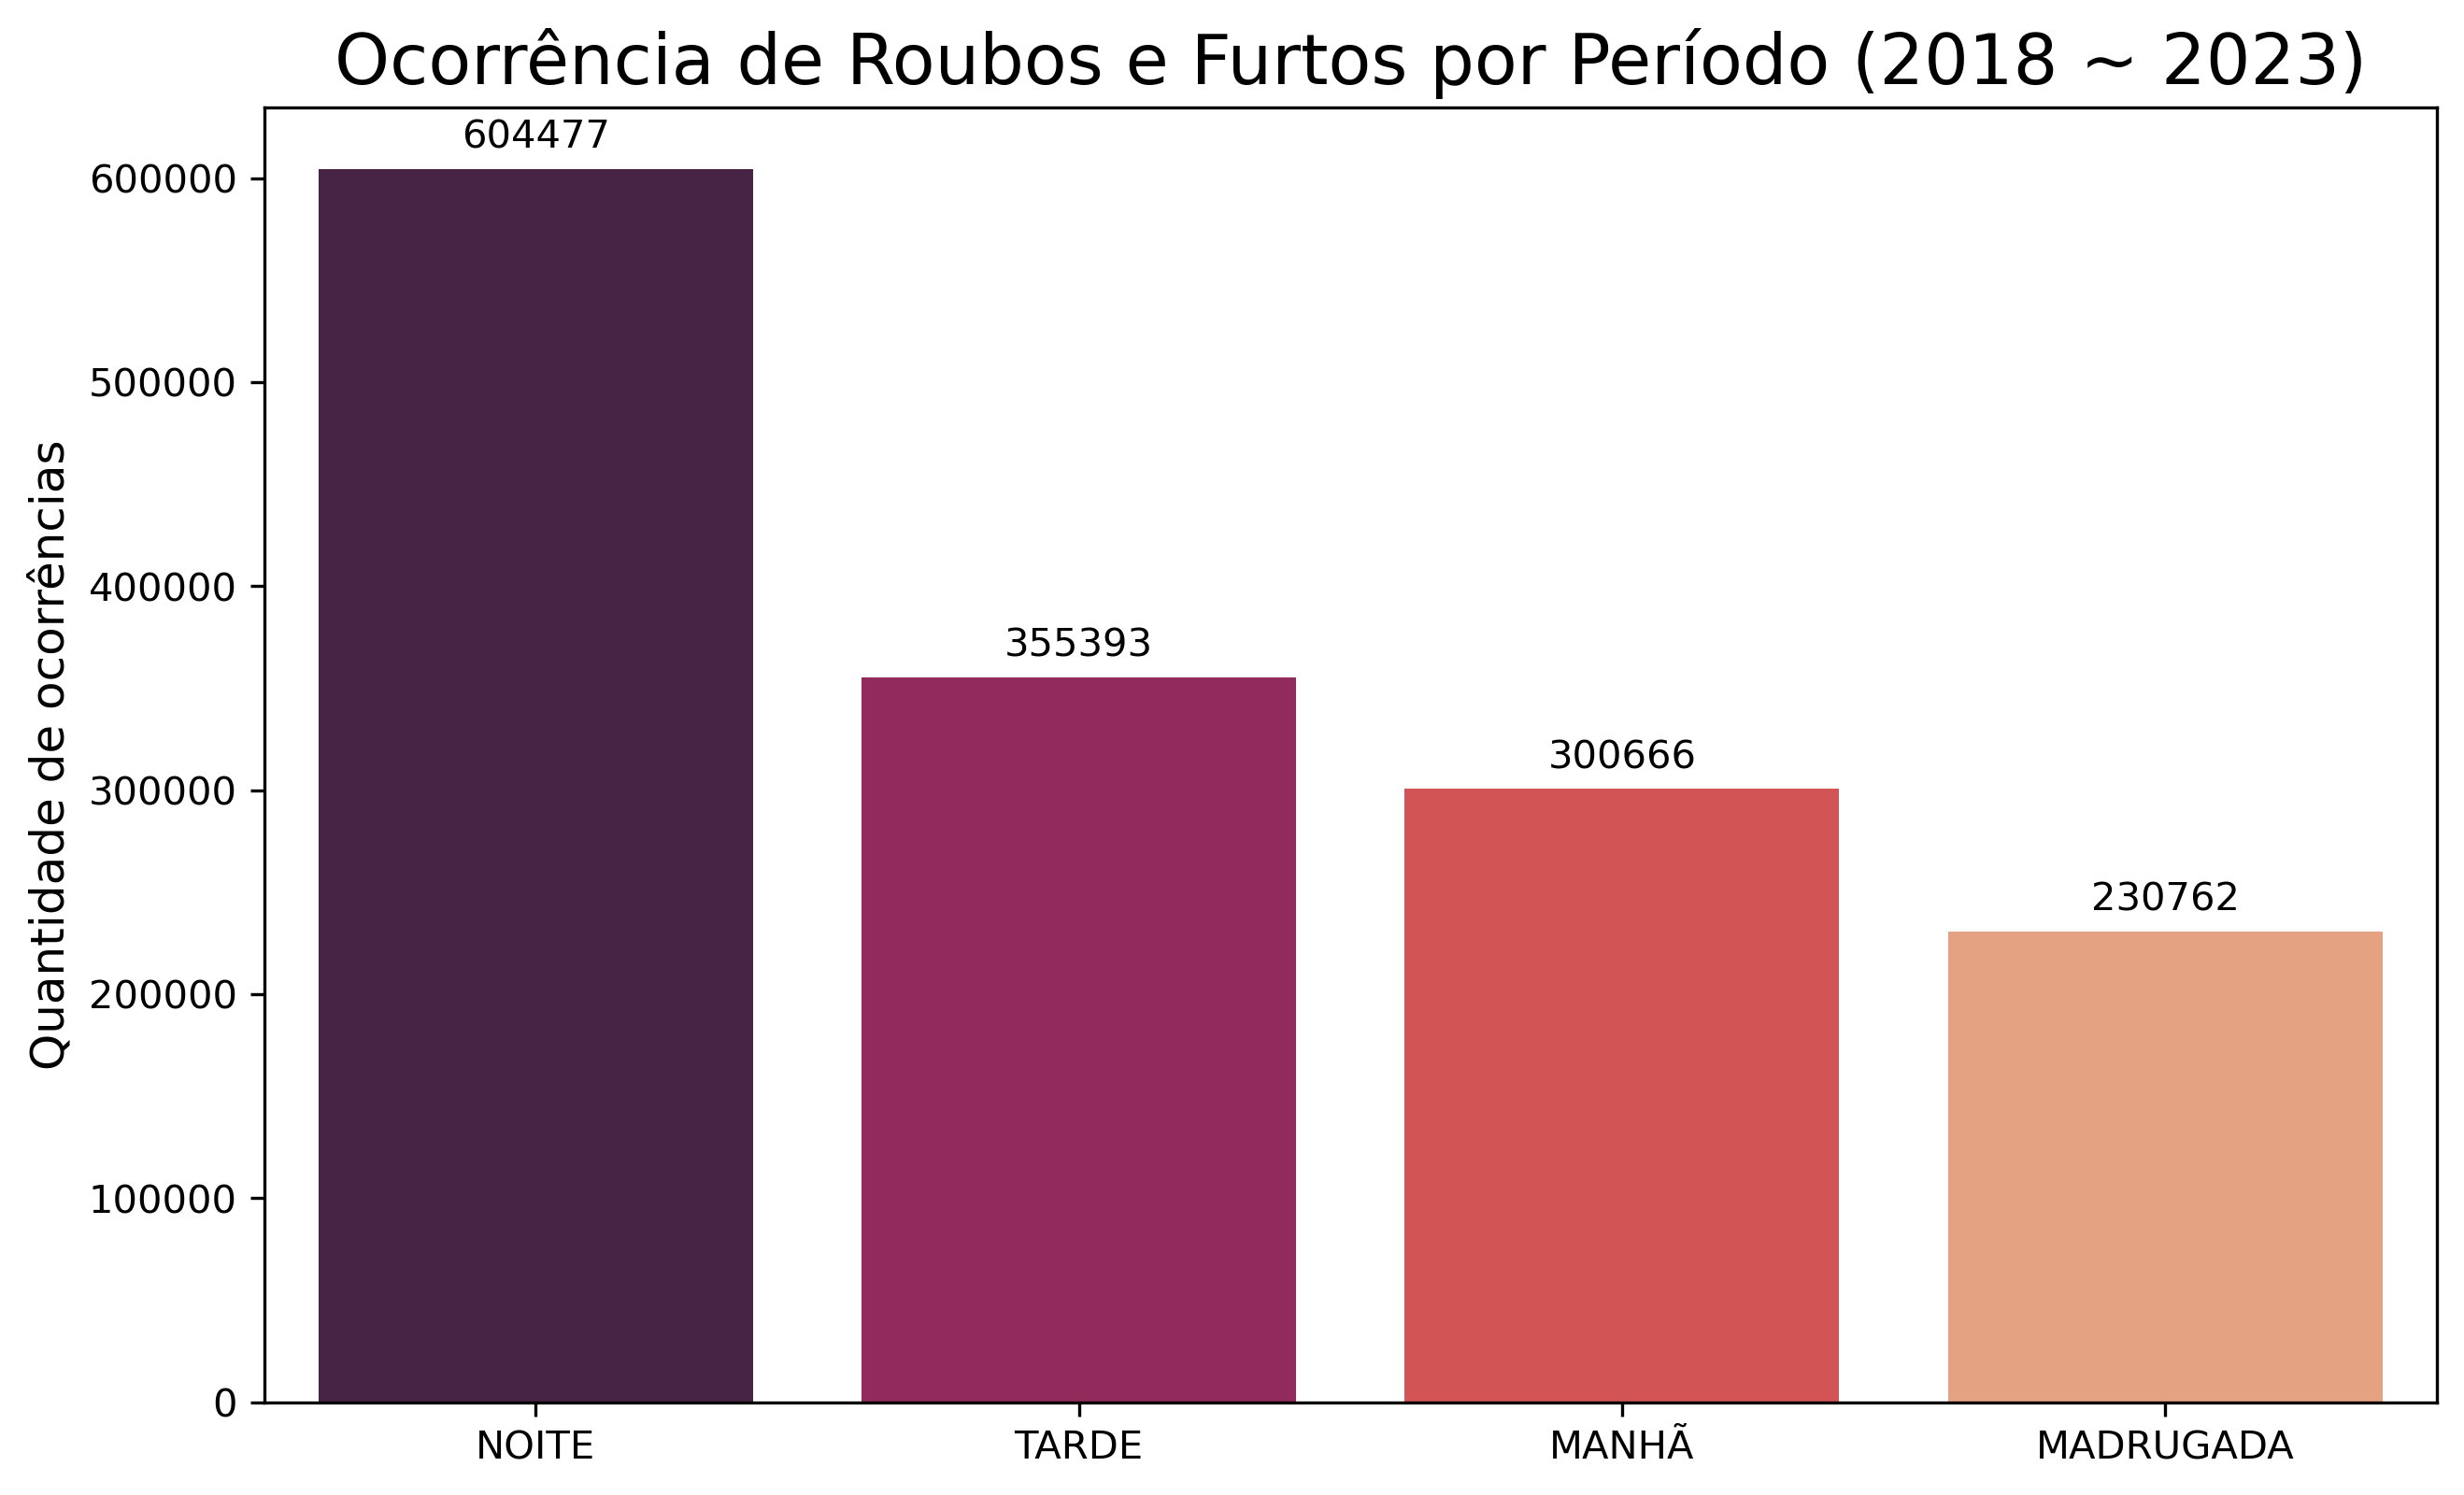 Ocorrência de Roubos e Furtos por Período (2018 ~ 2023)
Quantidade de ocorrências
600000
500000
400000
300000
200000
100000
0
604477
355393
300666
230762
NOITE
TARDE
MANHÃ
MADRUGADA